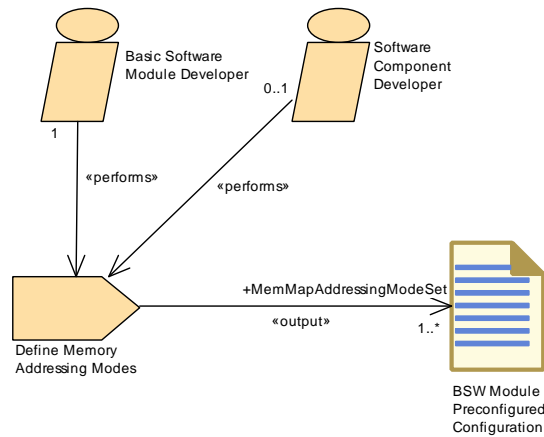 Basic Software
Module Developer
Software
Component
Developer
0..1
1
«performs»
«performs»
+MemMapAddressingModeSet
«output»
1..*
Define Memory
Addressing Modes
BSW Module
Preconfigured
Configuration